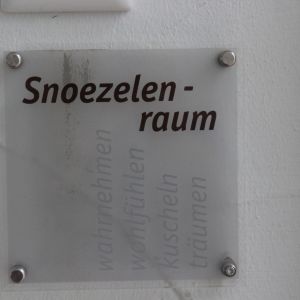 Snoezelen -
raum
wahrnehmen
wohlfühlen
kuscheln
träumen